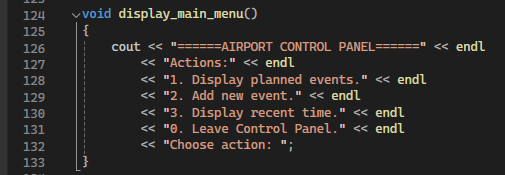 124 void display_main_menu()
125 {
126 cout << "======AIRPORT CONTROL PANEL======" << endl
127 << "Actions:" << endl
128 << "1. Display planned events." << endl
129 << "2. Add new event." << endl
130 << "3. Display recent time." << endl
131 << "0. Leave Control Panel." << endl
132 << "Choose action: ";
133 }